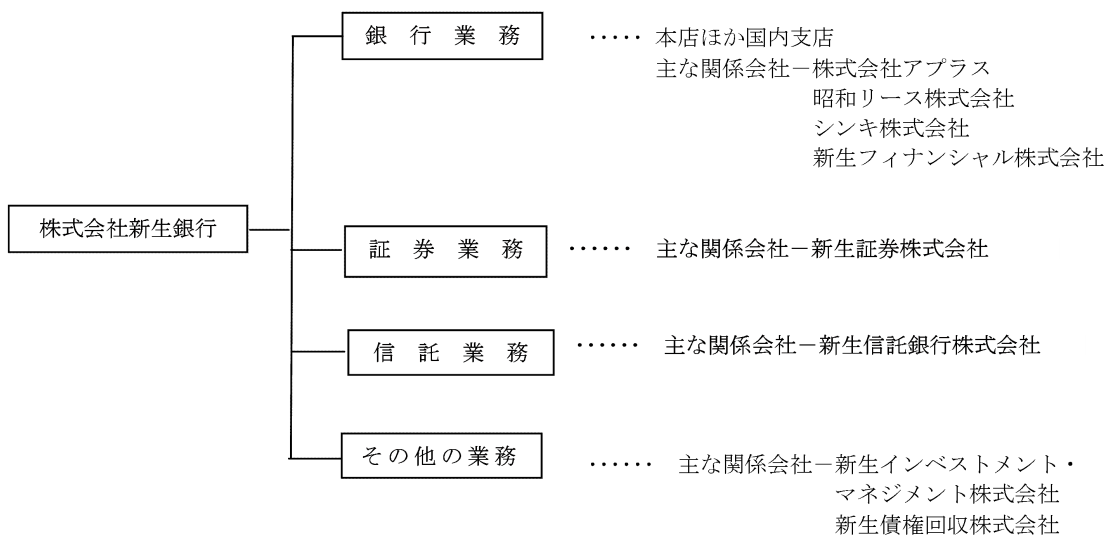 銀行業務 ・・・・・ 本店ほか国内支店
主な関係会社－株式会社アプラス
昭和リース株式会社
シンキ株式会社
新生フィナンシャル株式会社
株式会社新生銀行
証券業務 ・・・・・・ 主な関係会社－新生証券株式会社
信託業務 ・・・・・・ 主な関係会社－新生信託銀行株式会社
その他の業務 ・・・・・・ 主な関係会社－新生インベストメント・
マネジメント株式会社
新生債権回収株式会社